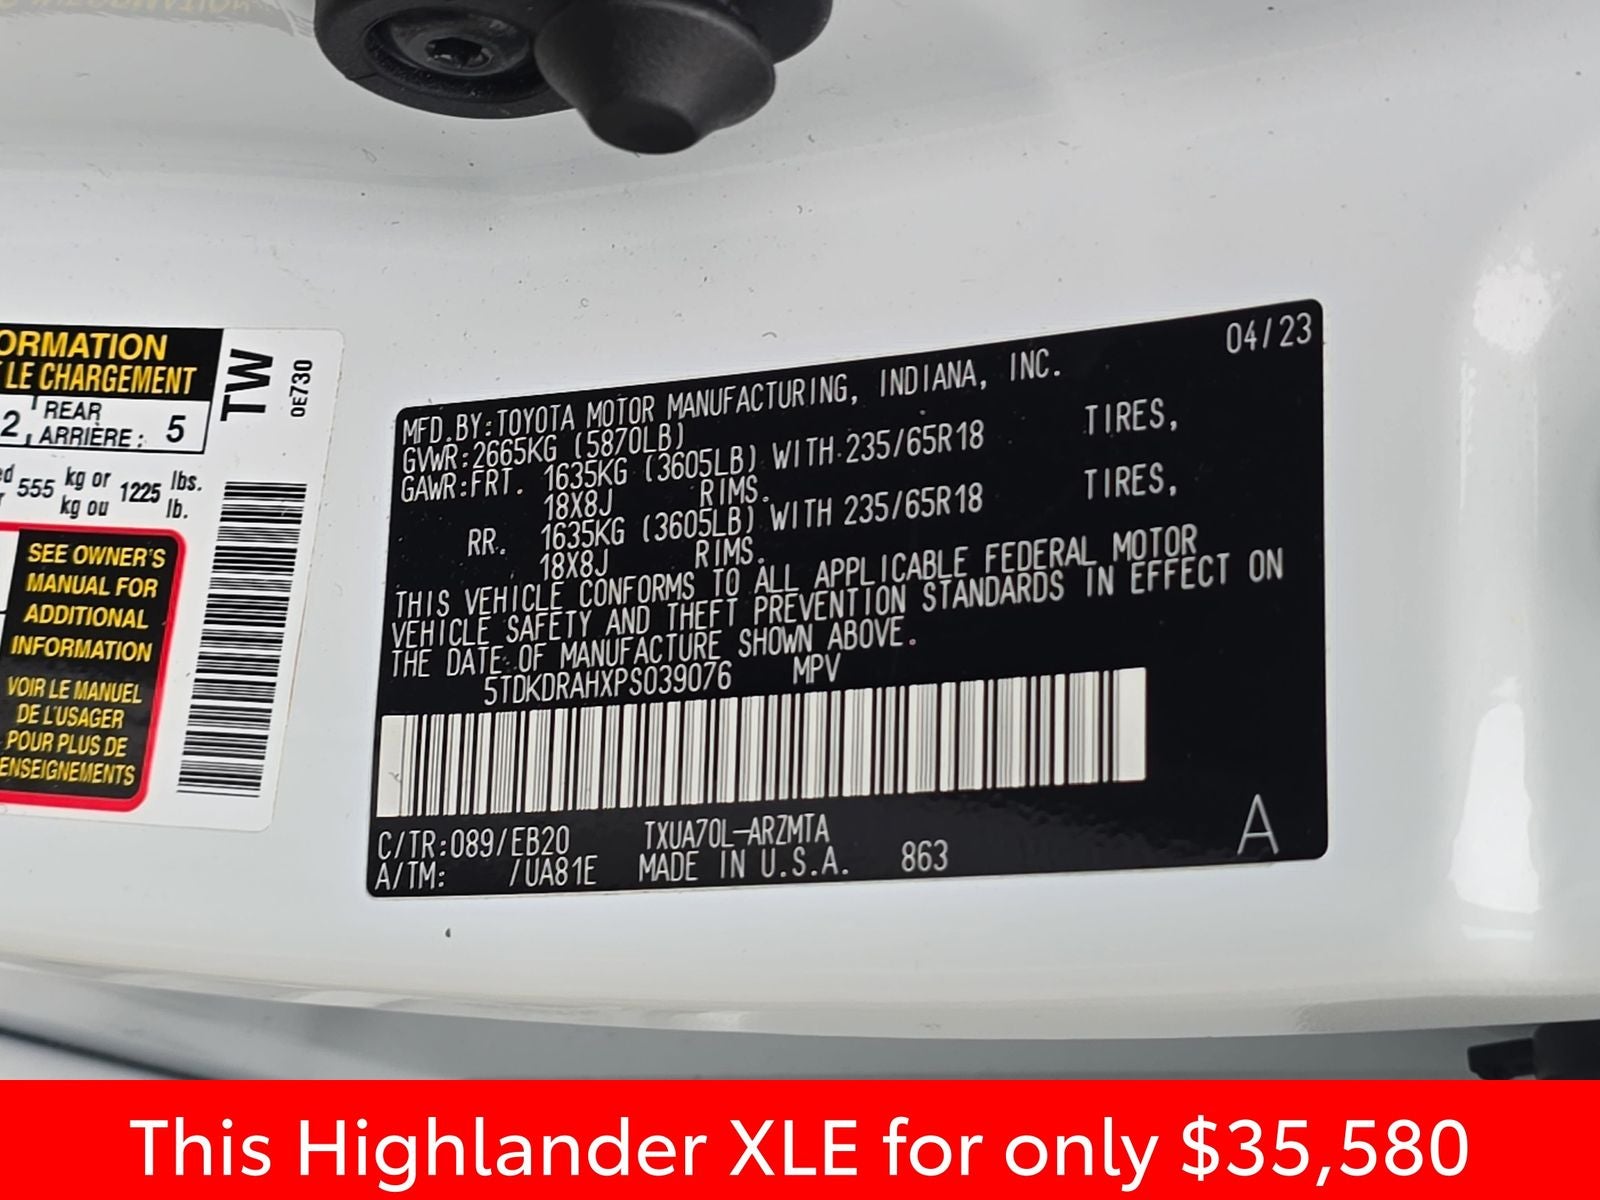 ORMATION
LE CHARGEMENT
2, REAR
ARRIÈRE: 5
555 kg or 1225 lbs.
kg ou lb.
SEE OWNER'S
MANUAL FOR
ADDITIONAL
INFORMATION
VOIR LE MANUEL
DE L'USAGER
POUR PLUS DE
ENSEIGNEMENTS
TW
0E730
04/23
MFD.BY:TOYOTA MOTOR MANUFACTURING, INDIANA, INC.
GVWR:2665KG (5870LB)
GAWR:FRT. 1635KG (3605LB) WITH 235/65R18 TIRES,
18X8J RIMS.
RR. 1635KG (3605LB) WITH 235/65R18 TIRES,
18X8J RIMS.
THIS VEHICLE CONFORMS TO ALL APPLICABLE FEDERAL MOTOR
VEHICLE SAFETY AND THEFT PREVENTION STANDARDS IN EFFECT ON
THE DATE OF MANUFACTURE SHOWN ABOVE.
5TDKDRAHXPS039076 MPV
C/TR:089/EB20 TXUA70L-ARZMTA
A/TM: /UA81E MADE IN U.S.A. 863
A
This Highlander XLE for only $35,580